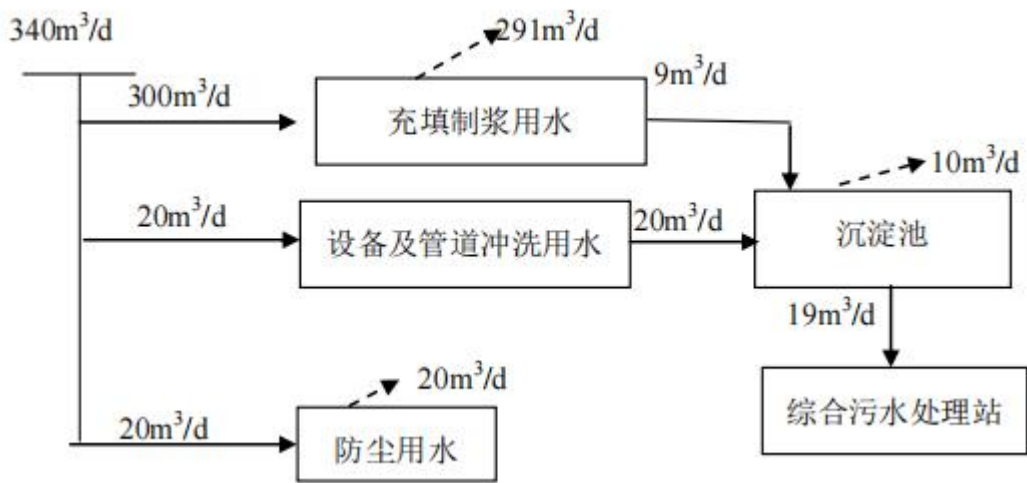 340m³/d
291m³/d
300m³/d
充填制浆用水
9m³/d
10m³/d
20m³/d
设备及管道冲洗用水
20m³/d
沉淀池
19m³/d
20m³/d
综合污水处理站
20m³/d
防尘用水